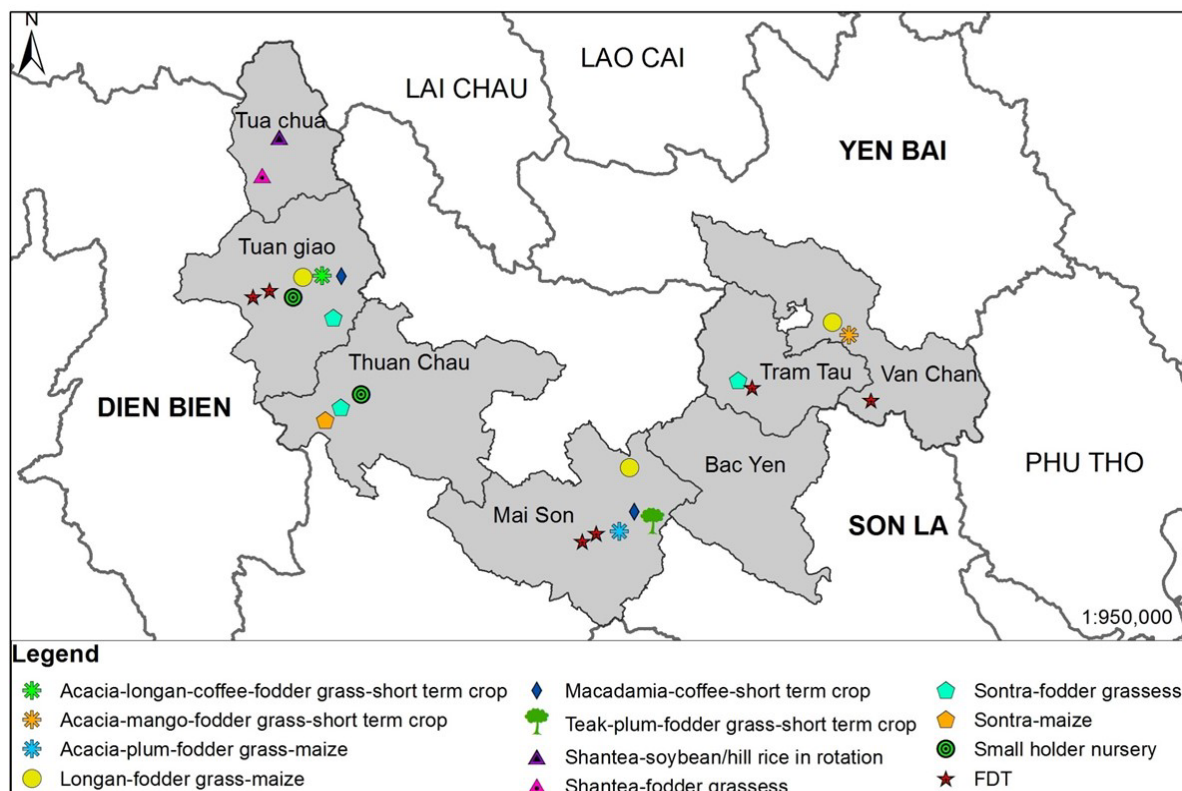 N
LAO CAI
LAI CHAU
Tua chua
YEN BAI
Tuan giao
Thuan Chau
Tram Tau
Van Chan
DIEN BIEN
Bac Yen
PHU THO
Mai Son
SON LA
1:950,000
Legend
Acacia-longan-coffee-fodder grass-short term crop
Acacia-mango-fodder grass-short term crop
Acacia-plum-fodder grass-maize
Longan-fodder grass-maize
Macadamia-coffee-short term crop
Teak-plum-fodder grass-short term crop
Shantea-soybean/hill rice in rotation
Shantea-fodder grassess
Sontra-fodder grassess
Sontra-maize
Small holder nursery
FDT